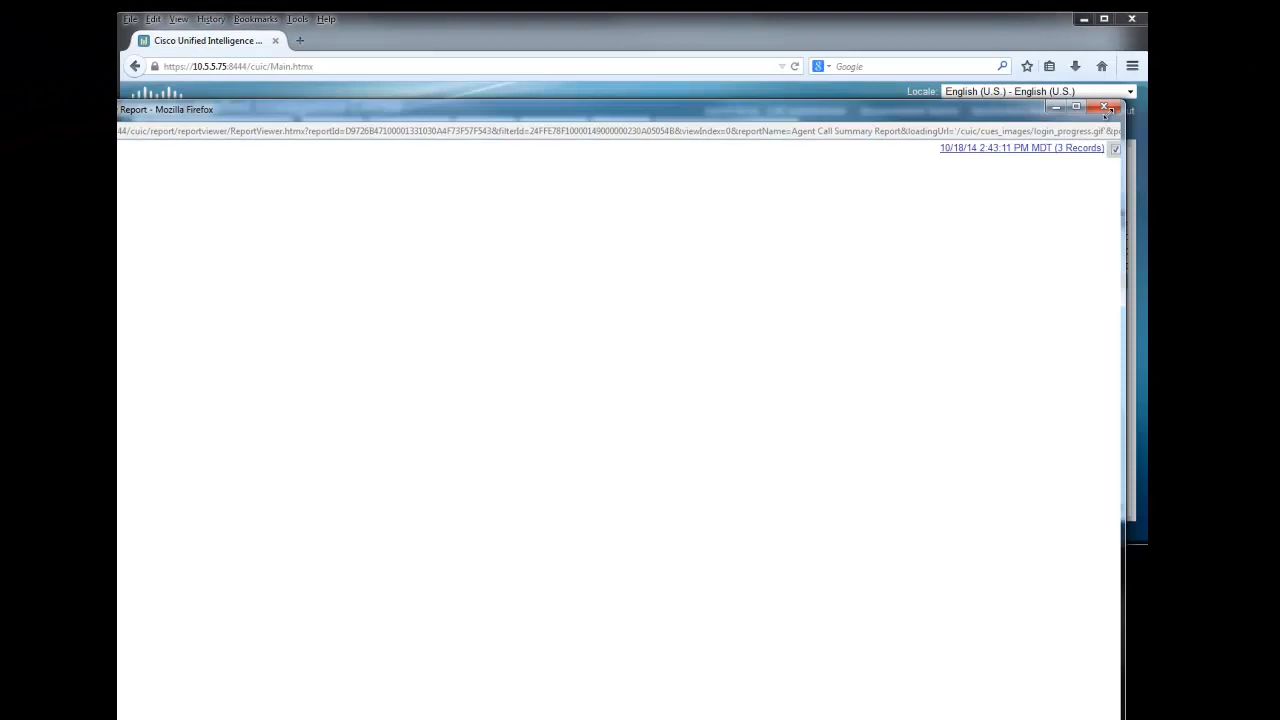 File Edit View History Bookmarks Tools Help
Cisco Unified Intelligence ...
https://10.5.5.75:8444/cuic/Main.htmx
Google
Locale: English (U.S.) - English (U.S.)
Report - Mozilla Firefox
44/cuic/report/reportviewer/ReportViewer.htmx?reportId=D9726B47100001331030A4F73F57F543&filterId=24FFE78F10000149000000230A05054B&viewIndex=0&reportName=Agent Call Summary Report&loadingUrl='/cuic/cues_images/login_progress.gif'&po
10/18/14 2:43:11 PM MDT (3 Records)